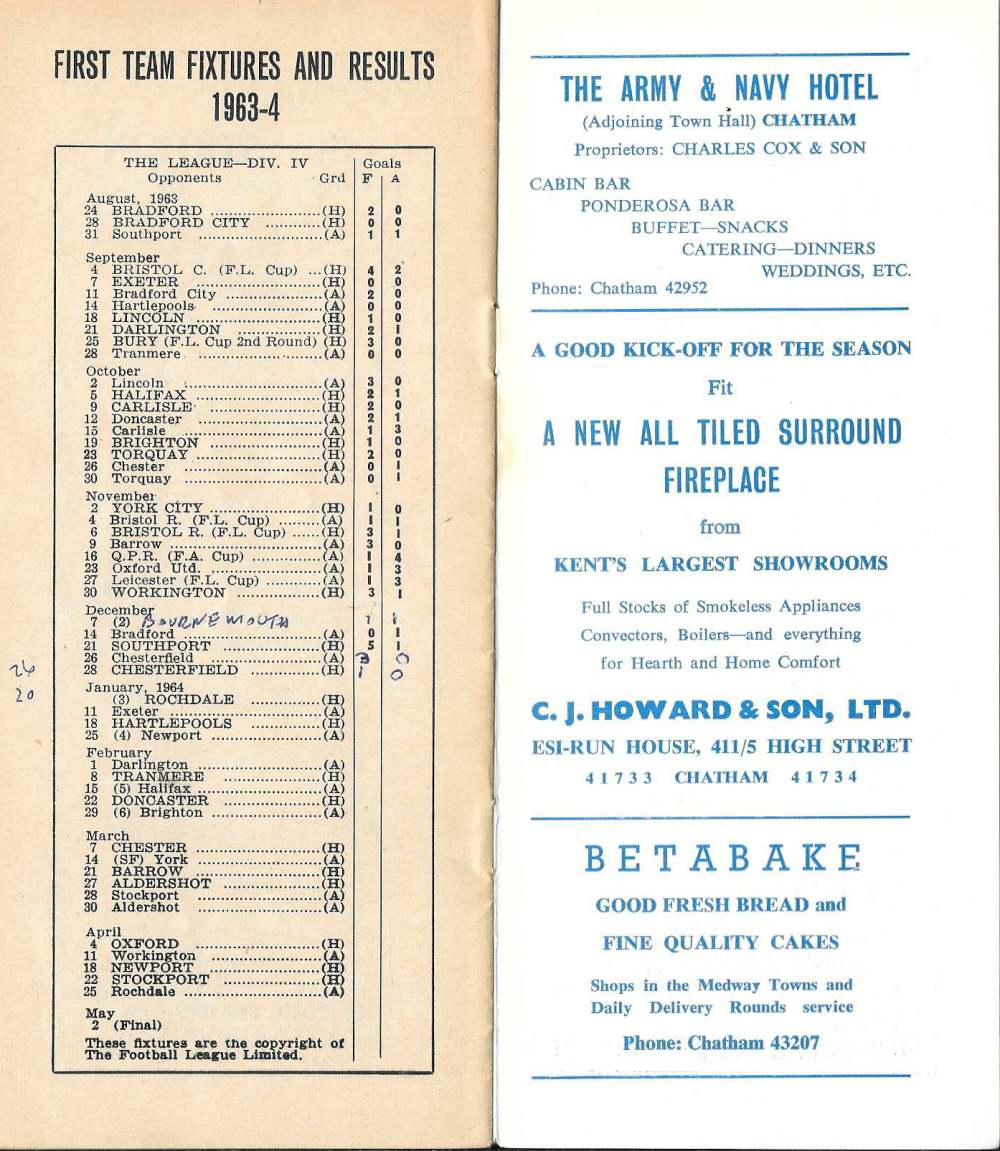 FIRST TEAM FIXTURES AND RESULTS
1963-4
THE LEAGUE—DIV. IV Goals
Opponents Grd F A
August, 1963
24 BRADFORD ........................(H) 2 0
28 BRADFORD CITY ............(H) 0 0
31 Southport ...........................(A) 1 1
September
4 BRISTOL C. (F.L. Cup) ...(H) 4 2
7 EXETER ...........................(H) 0 0
11 Bradford City .....................(A) 2 0
14 Hartlepools ........................(A) 0 0
18 LINCOLN ...........................(H) 1 0
21 DARLINGTON ..................(H) 2 1
25 BURY (F.L. Cup 2nd Round) (H) 3 0
28 Tranmere ...........................(A) 0 0
October
2 Lincoln ..............................(A) 3 0
5 HALIFAX ...........................(H) 2 1
9 CARLISLE ...........................(H) 2 0
12 Doncaster ...........................(A) 2 1
15 Carlisle ..............................(A) 1 3
19 BRIGHTON ........................(H) 1 0
23 TORQUAY ...........................(H) 2 0
26 Chester ..............................(A) 0 1
30 Torquay ..............................(A) 0 1
November
2 YORK CITY ........................(H) 1 0
4 Bristol R. (F.L. Cup) .........(A) 1 1
6 BRISTOL R. (F.L. Cup) ......(H) 3 1
9 Barrow .................................(A) 3 0
16 Q.P.R. (F.A. Cup) ...............(A) 1 4
23 Oxford Utd. ........................(A) 1 3
27 Leicester (F.L. Cup) ............(A) 1 3
30 WORKINGTON ..................(H) 3 1
December
7 (2) BOURNEMOUTH 1 1
14 Bradford ..............................(A) 0 1
21 SOUTHPORT .....................(H) 5 1
26 Chesterfield ........................(A) 3 0
28 CHESTERFIELD ...............(H) 1 0
26
20
January, 1964
(3) ROCHDALE ...............(H)
11 Exeter .................................(A)
18 HARTLEPOOLS ...............(H)
25 (4) Newport ........................(A)
February
1 Darlington ...........................(A)
8 TRANMERE .....................(H)
15 (5) Halifax ...........................(A)
22 DONCASTER .....................(H)
29 (6) Brighton ........................(A)
March
7 CHESTER ...........................(H)
14 (SF) York ...........................(A)
21 BARROW ...........................(H)
27 ALDERSHOT .....................(H)
28 Stockport ...........................(A)
30 Aldershot ...........................(A)
April
4 OXFORD ...........................(H)
11 Workington ........................(A)
18 NEWPORT ........................(H)
22 STOCKPORT .....................(H)
25 Rochdale ..............................(A)
May
2 (Final)
These fixtures are the copyright of
The Football League Limited.
THE ARMY & NAVY HOTEL
(Adjoining Town Hall) CHATHAM
Proprietors: CHARLES COX & SON
CABIN BAR
PONDEROSA BAR
BUFFET—SNACKS
CATERING—DINNERS
WEDDINGS, ETC.
Phone: Chatham 42952
A GOOD KICK-OFF FOR THE SEASON
Fit
A NEW ALL TILED SURROUND
FIREPLACE
from
KENT'S LARGEST SHOWROOMS
Full Stocks of Smokeless Appliances
Convectors, Boilers—and everything
for Hearth and Home Comfort
C. J. HOWARD & SON, LTD.
ESI-RUN HOUSE, 411/5 HIGH STREET
41733 CHATHAM 41734
BETABAKE
GOOD FRESH BREAD and
FINE QUALITY CAKES
Shops in the Medway Towns and
Daily Delivery Rounds service
Phone: Chatham 43207